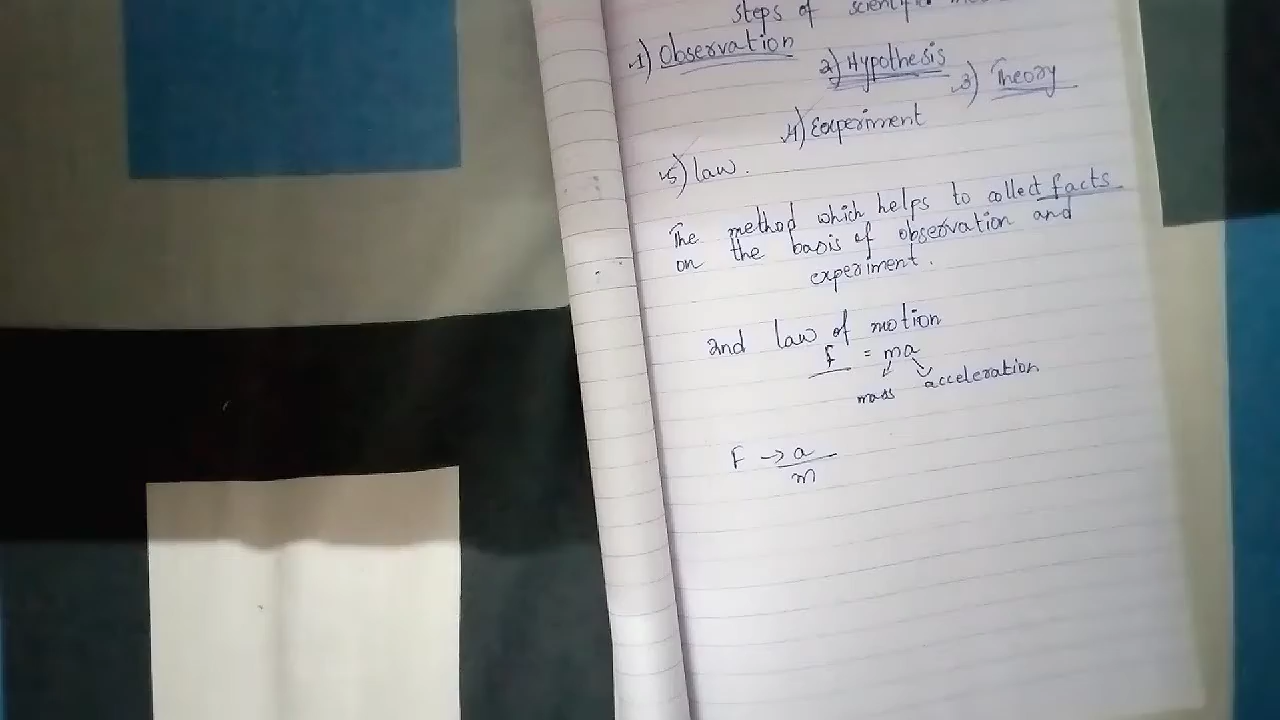 steps of scientific
1) Observation
2) Hypothesis
3) Theory
4) Experiment
5) law.
The method which helps to collect facts
on the basis of observation and
experiment.
2nd law of motion
f = ma
mass acceleration
F → a
m